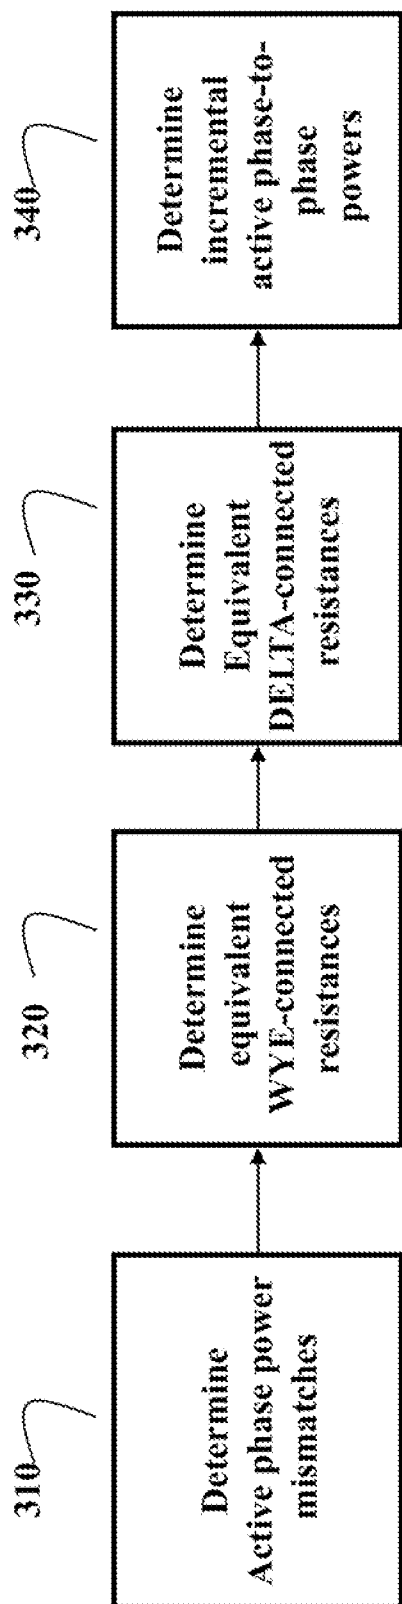 310
Determine
Active phase power
mismatches
320
Determine
equivalent
WYE-connected
resistances
330
Determine
Equivalent
DELTA-connected
resistances
340
Determine
incremental
active phase-to-
phase
powers